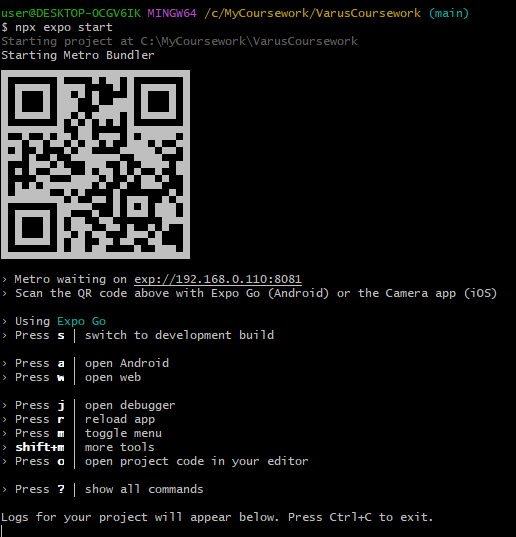 user@DESKTOP-OCGV6IK MINGW64 /c/MyCoursework/VarusCoursework (main)
$ npx expo start
Starting project at C:\MyCoursework\VarusCoursework
Starting Metro Bundler
› Metro waiting on exp://192.168.0.110:8081
› Scan the QR code above with Expo Go (Android) or the Camera app (iOS)
› Using Expo Go
› Press s │ switch to development build
› Press a │ open Android
› Press w │ open web
› Press j │ open debugger
› Press r │ reload app
› Press m │ toggle menu
› shift+m │ more tools
› Press o │ open project code in your editor
› Press ? │ show all commands
Logs for your project will appear below. Press Ctrl+C to exit.